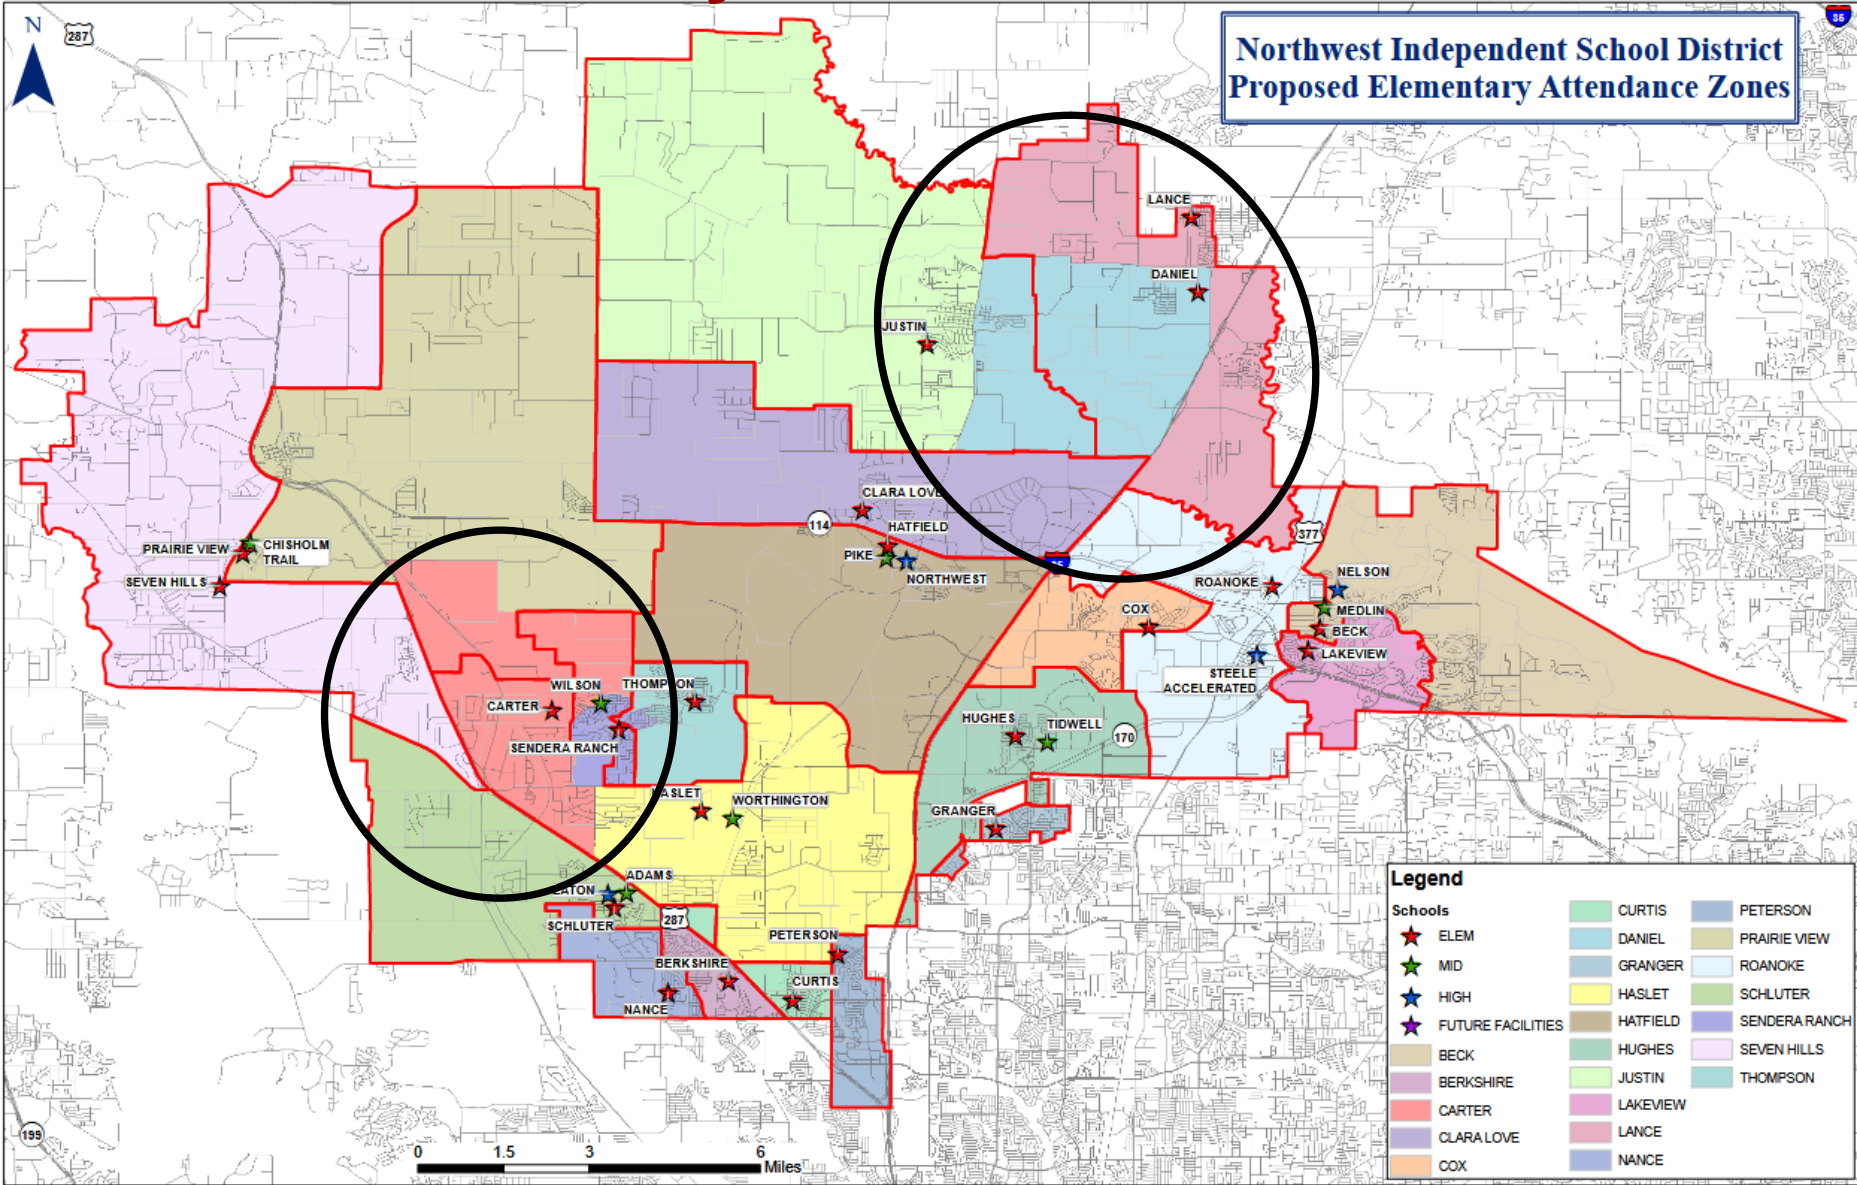 N
287
35
Northwest Independent School District
Proposed Elementary Attendance Zones
LANCE
DANIEL
JUSTIN
CLARA LOVE
114
HATFIELD
PIKE
NORTHWEST
377
PRAIRIE VIEW
CHISHOLM
TRAIL
SEVEN HILLS
ROANOKE
NELSON
COX
MEDLIN
BECK
LAKEVIEW
STEELE
ACCELERATED
WILSON
THOMPSON
CARTER
SENDERA RANCH
HUGHES
TIDWELL
170
HASLET
WORTHINGTON
GRANGER
EATON
ADAMS
SCHLUTER
287
PETERSON
BERKSHIRE
CURTIS
NANCE
199
0 1.5 3 6
Miles
Legend
Schools
ELEM
MID
HIGH
FUTURE FACILITIES
BECK
BERKSHIRE
CARTER
CLARA LOVE
COX
CURTIS
DANIEL
GRANGER
HASLET
HATFIELD
HUGHES
JUSTIN
LAKEVIEW
LANCE
NANCE
PETERSON
PRAIRIE VIEW
ROANOKE
SCHLUTER
SENDERA RANCH
SEVEN HILLS
THOMPSON